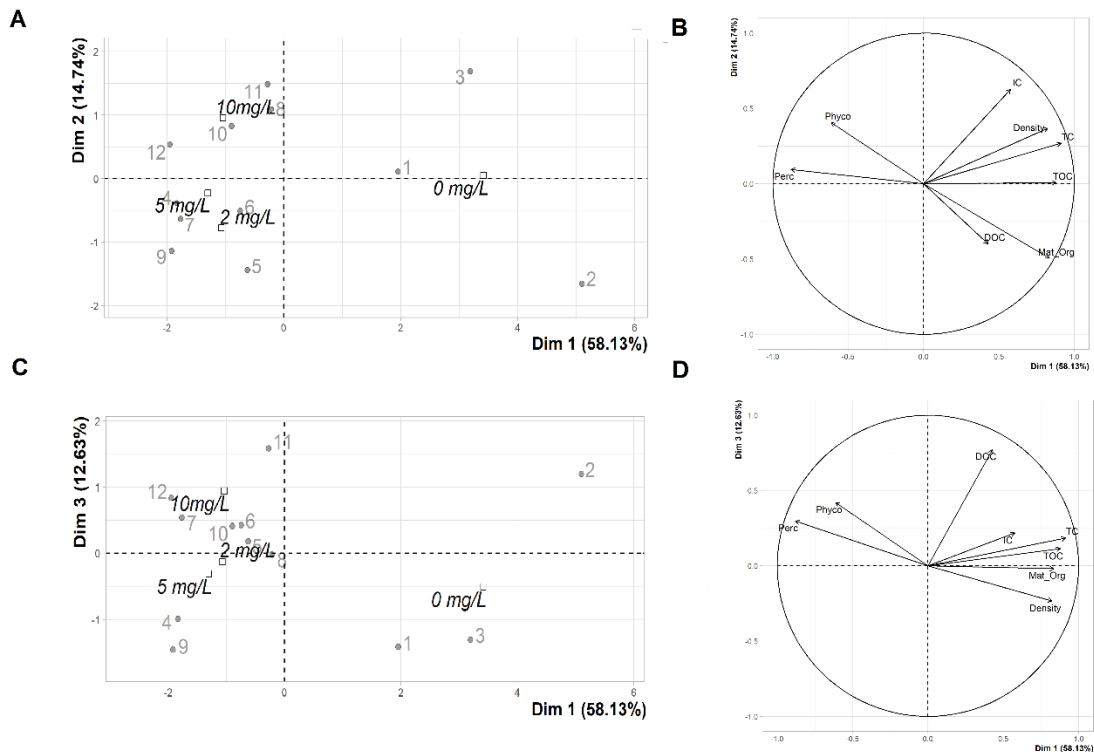 A
Dim 2 (14.74%)
2
1
0
-1
-2
3
11
10mg/L
8
10
12
1
0 mg/L
4
5 mg/L
6
7
2 mg/L
9
5
2
-2
0
2
4
6
Dim 1 (58.13%)
B
Dim 2 (14.74%)
1.0
0.5
0.0
-0.5
-1.0
IC
Phyco
Density
TC
Perc
TOC
DOC
Mat_Org
-1.0
-0.5
0.0
0.5
1.0
Dim 1 (58.13%)
C
Dim 3 (12.63%)
2
1
0
-1
11
2
12
10mg/L
7
10
6
5
2 mg/L
8
5 mg/L
0 mg/L
4
9
1
3
-2
0
2
4
6
Dim 1 (58.13%)
D
Dim 3 (12.63%)
1.0
0.5
0.0
-0.5
-1.0
DOC
Phyco
Perc
IC
TC
TOC
Mat_Org
Density
-1.0
-0.5
0.0
0.5
1.0
Dim 1 (58.13%)